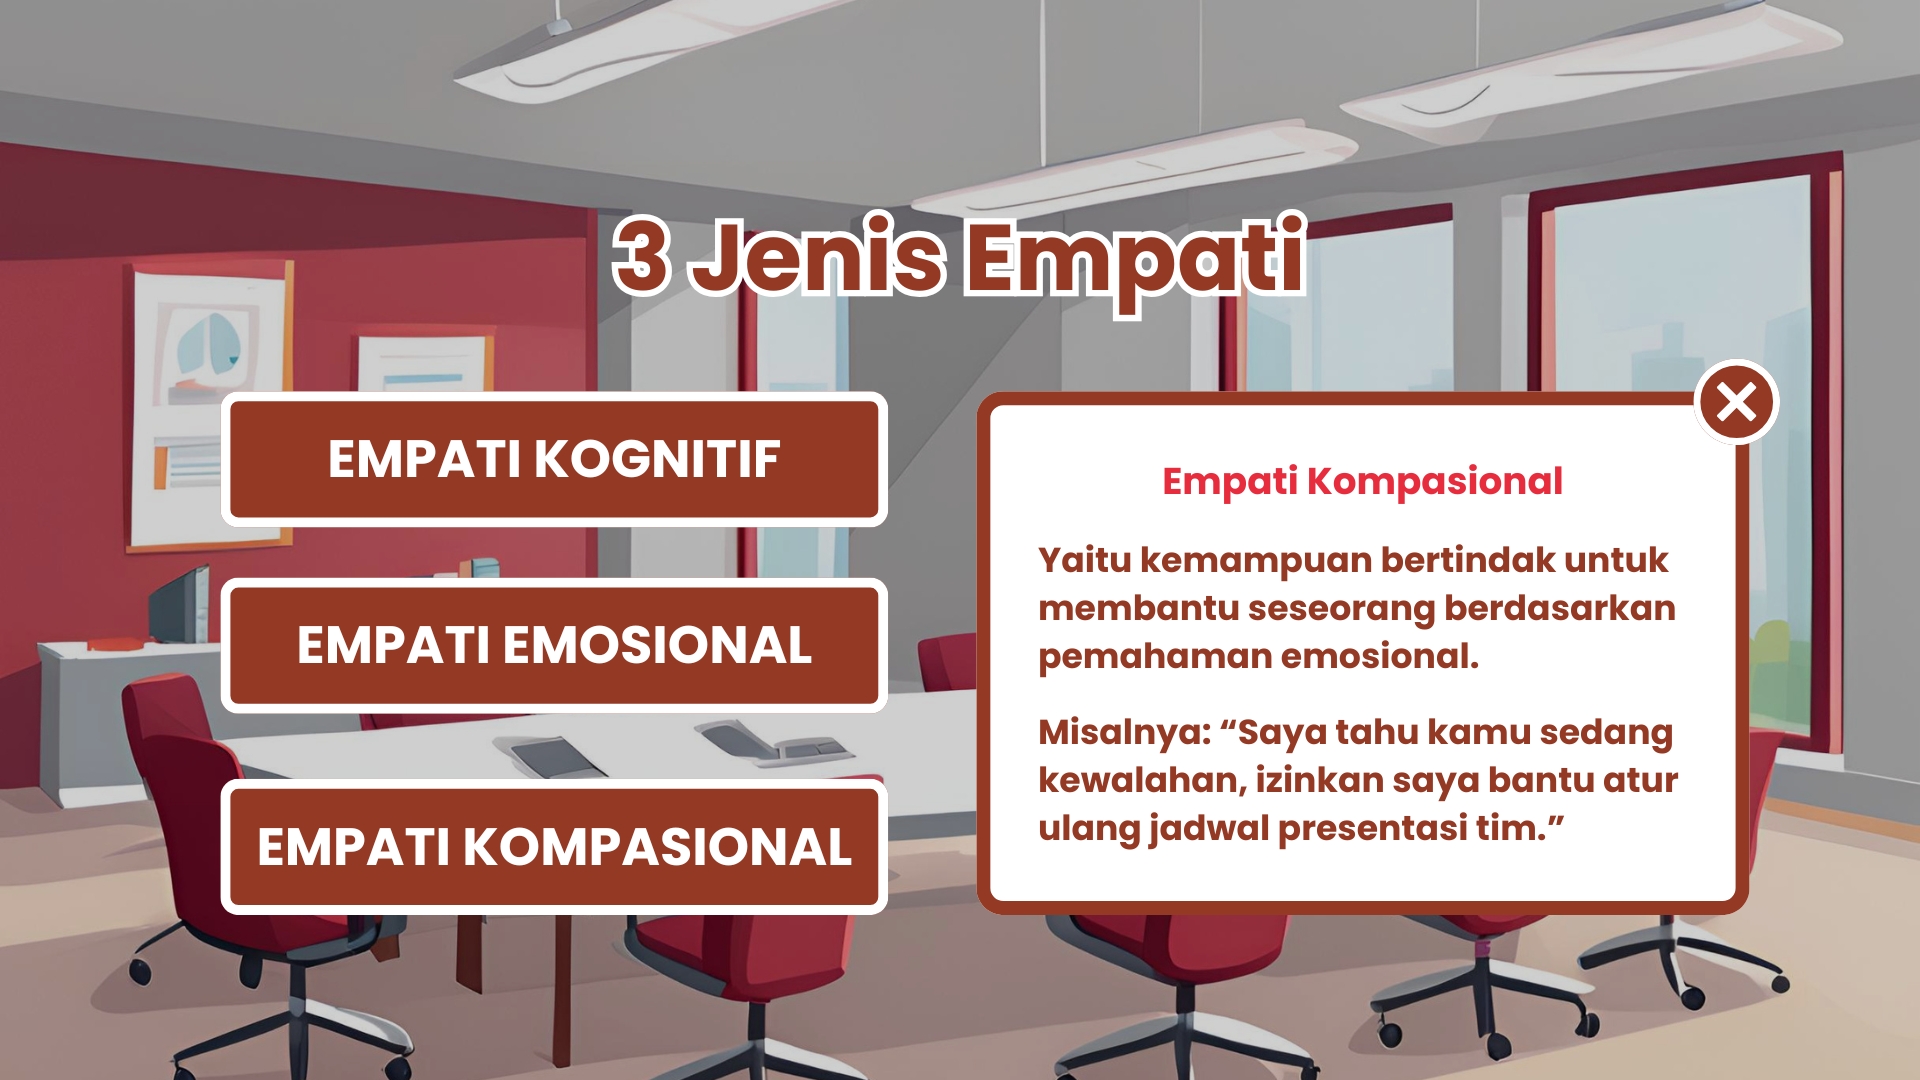 3 Jenis Empati
EMPATI KOGNITIF
EMPATI EMOSIONAL
EMPATI KOMPASIONAL
Empati Kompasional
Yaitu kemampuan bertindak untuk
membantu seseorang berdasarkan
pemahaman emosional.
Misalnya: “Saya tahu kamu sedang
kewalahan, izinkan saya bantu atur
ulang jadwal presentasi tim.”